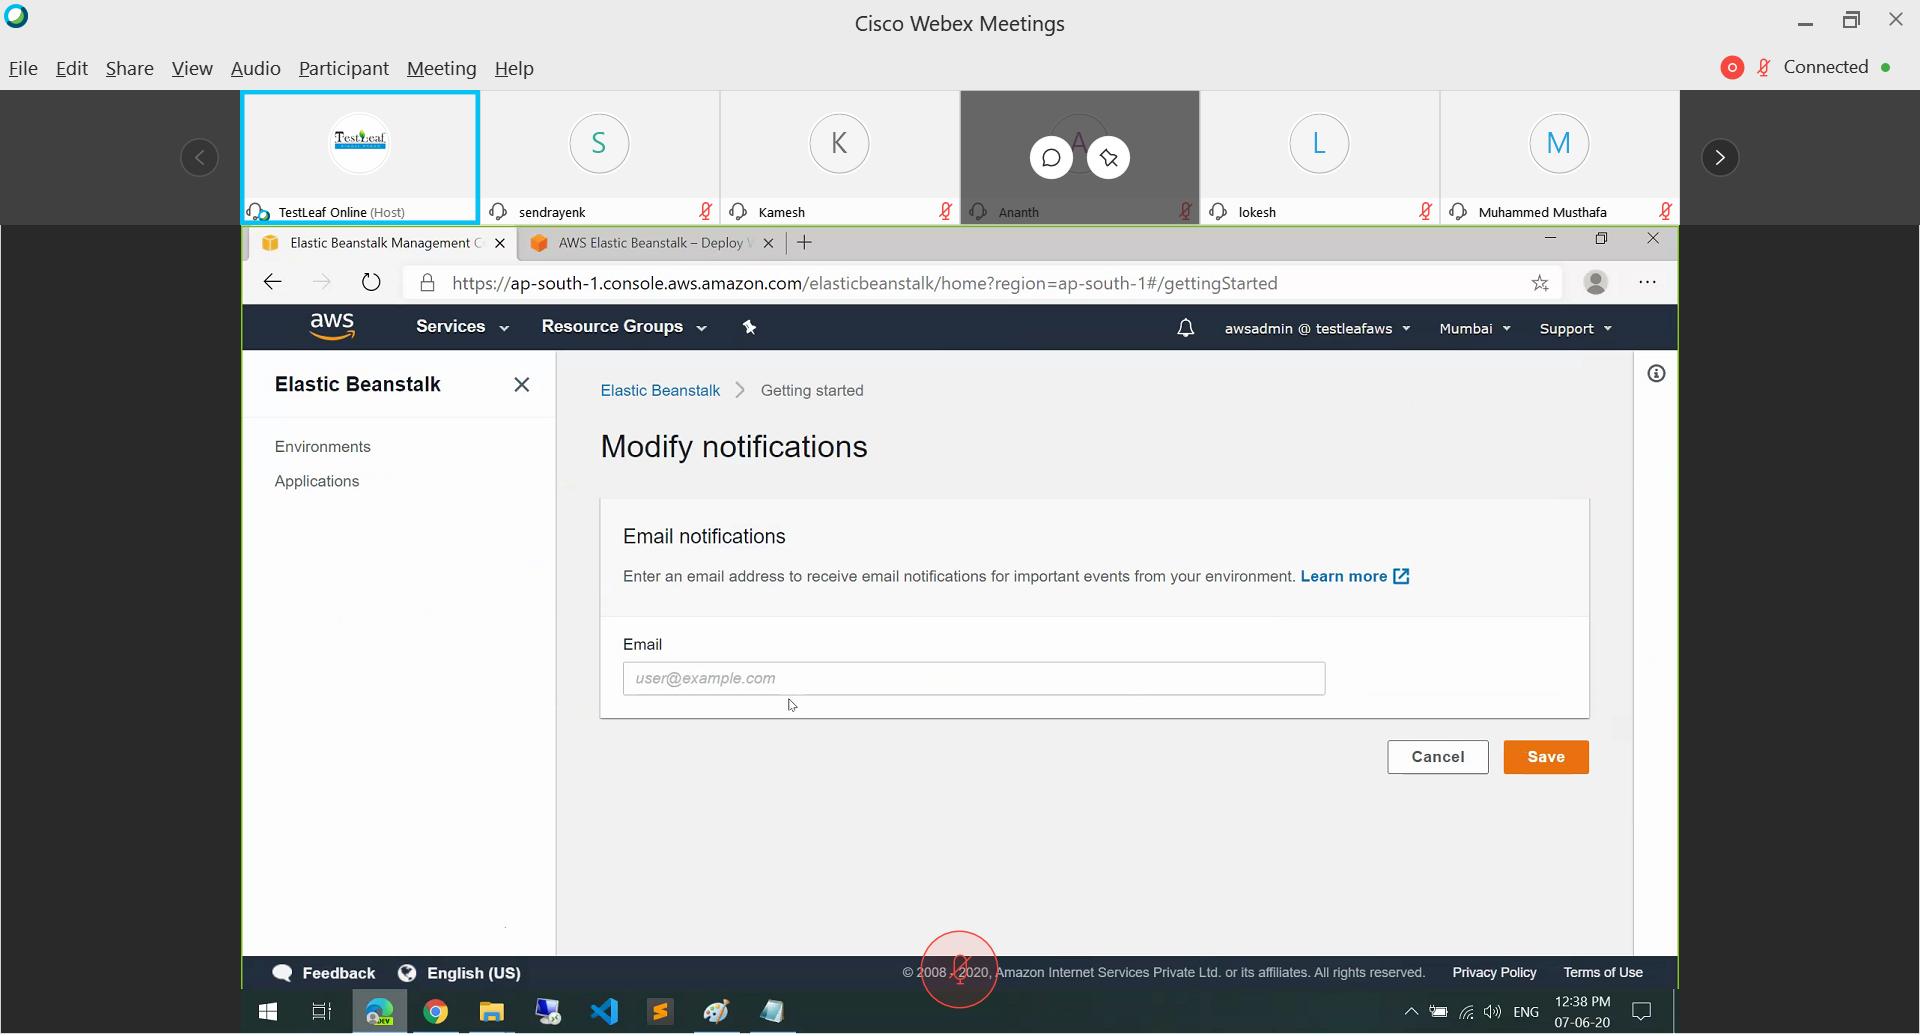 Cisco Webex Meetings
File Edit Share View Audio Participant Meeting Help
Connected
TestLeaf
S K A L M
TestLeaf Online (Host) sendrayenk Kamesh Ananth lokesh Muhammed Musthafa
Elastic Beanstalk Management C AWS Elastic Beanstalk – Deploy
https://ap-south-1.console.aws.amazon.com/elasticbeanstalk/home?region=ap-south-1#/gettingStarted
aws Services Resource Groups awsadmin @ testleafaws Mumbai Support
Elastic Beanstalk
Environments
Applications
Elastic Beanstalk > Getting started
Modify notifications
Email notifications
Enter an email address to receive email notifications for important events from your environment. Learn more
Email
user@example.com
Cancel Save
Feedback English (US) © 2008 - 2020, Amazon Internet Services Private Ltd. or its affiliates. All rights reserved. Privacy Policy Terms of Use
DEV
ENG 12:38 PM
07-06-20